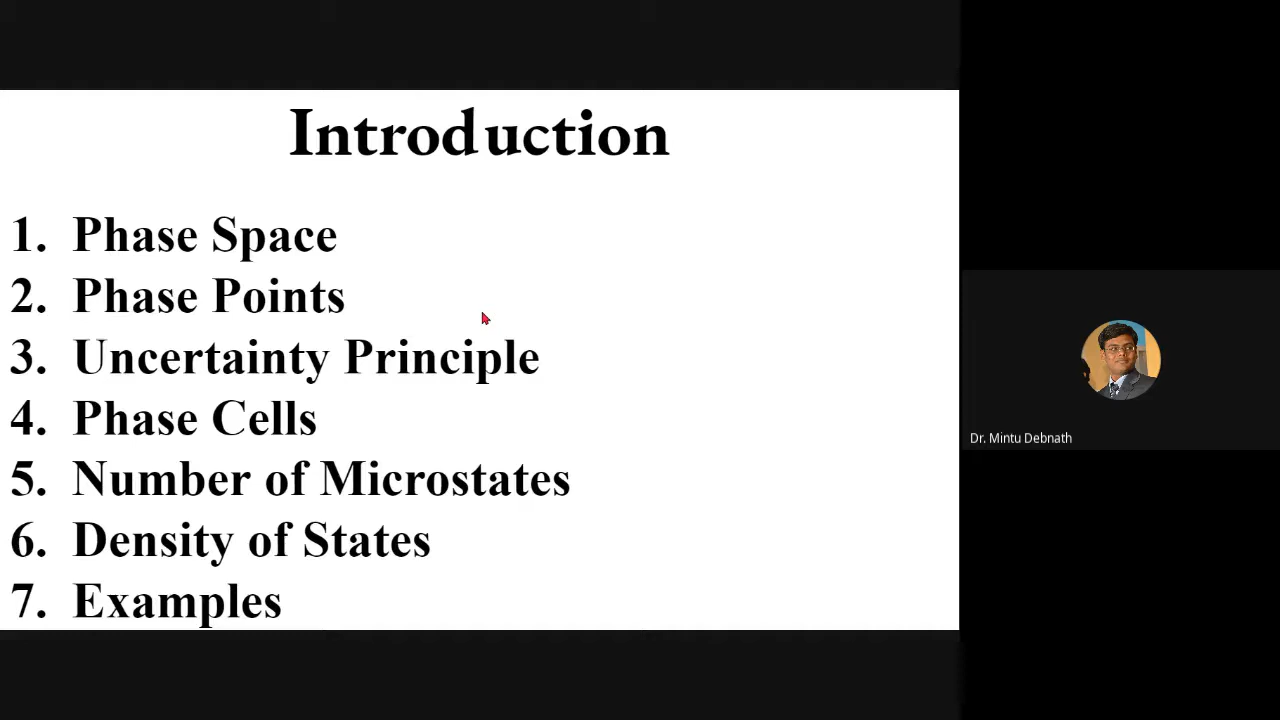 Introduction
1. Phase Space
2. Phase Points
3. Uncertainty Principle
4. Phase Cells
5. Number of Microstates
6. Density of States
7. Examples
Dr. Mintu Debnath